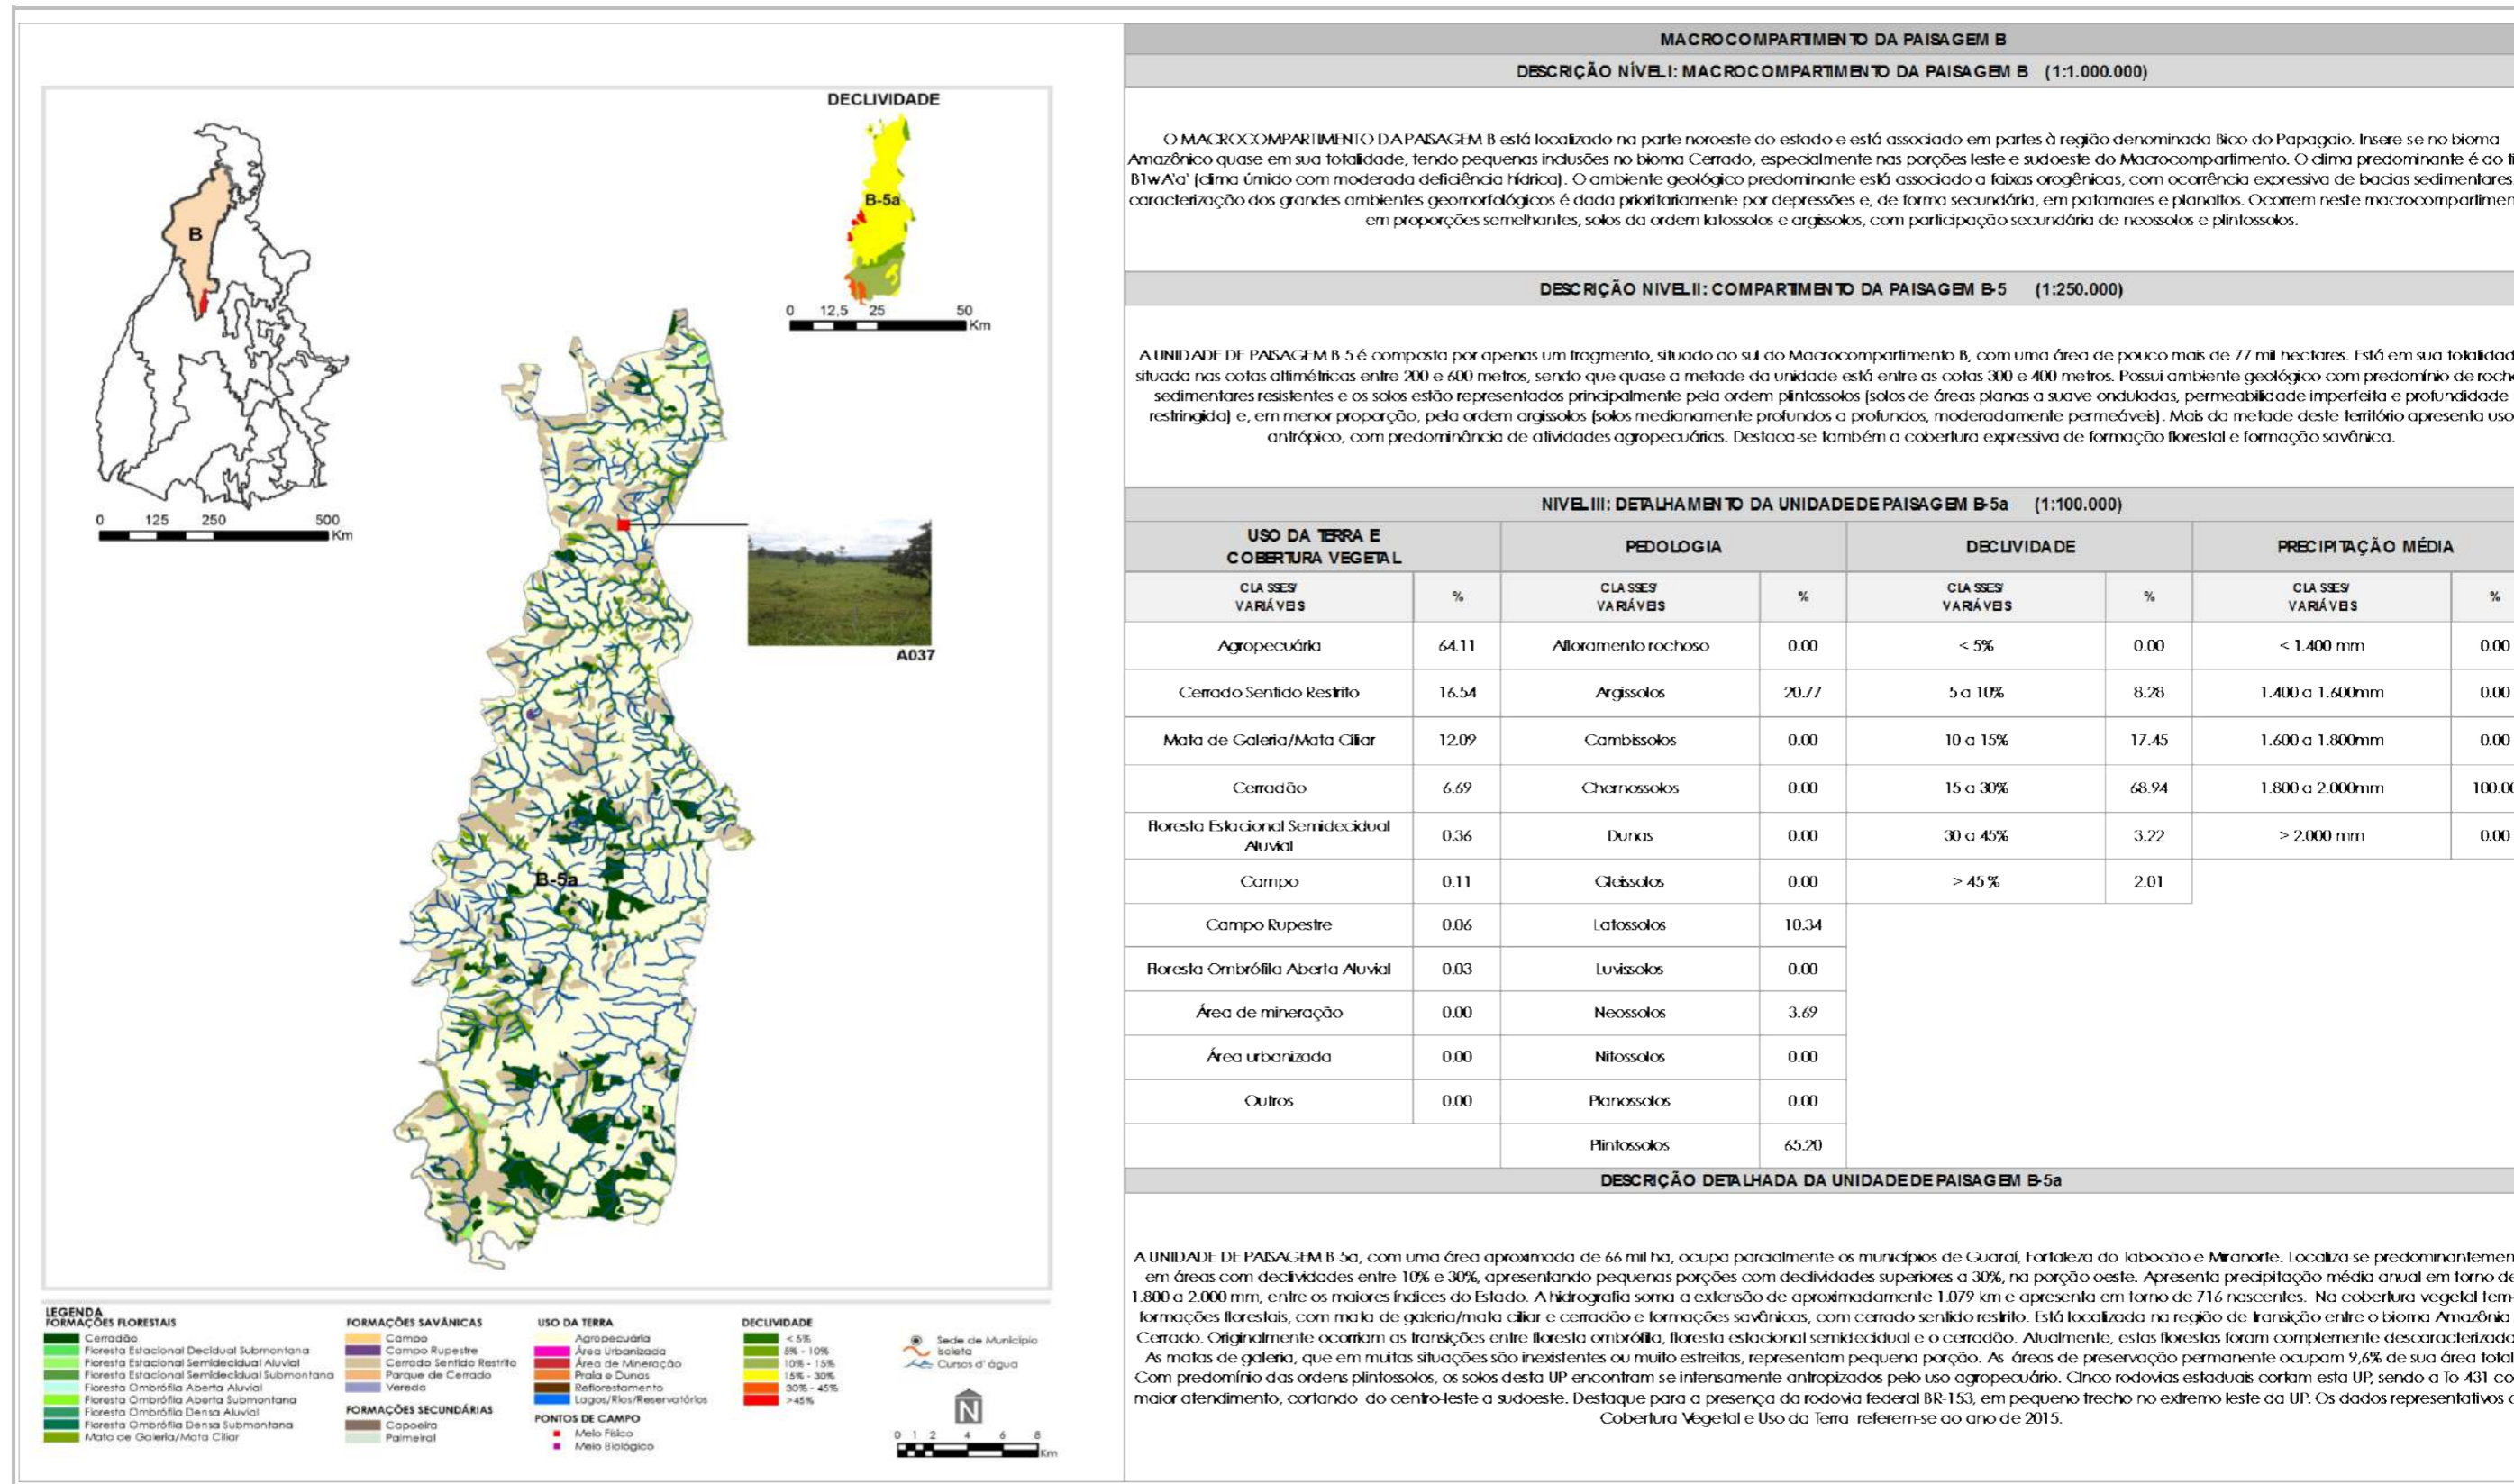 DECLIVIDADE
B-5a
0 12,5 25 50
Km
B
0 125 250 500
Km
A037
B-5a
LEGENDA
FORMAÇÕES FLORESTAIS
Cerradão
Floresta Estacional Decidual Submontana
Floresta Estacional Semidecidual Aluvial
Floresta Estacional Semidecidual Submontana
Floresta Ombrófila Aberta Aluvial
Floresta Ombrófila Aberta Submontana
Floresta Ombrófila Densa Aluvial
Floresta Ombrófila Densa Submontana
Mata de Galeria/Mata Ciliar
FORMAÇÕES SAVÂNICAS
Campo
Campo Rupestre
Cerrado Sentido Restrito
Parque de Cerrado
Vereda
FORMAÇÕES SECUNDÁRIAS
Capoeira
Palmeiral
USO DA TERRA
Agropecuária
Área Urbanizada
Área de Mineração
Praia e Dunas
Reflorestamento
Lagos/Rios/Reservatórios
PONTOS DE CAMPO
Meio Físico
Meio Biológico
DECLIVIDADE
< 5%
5% - 10%
10% - 15%
15% - 30%
30% - 45%
>45%
Sede de Município
Isoieta
Cursos d' água
N
0 1 2 4 6 8
Km
MACROCOMPARTIMENTO DA PAISAGEM B
DESCRIÇÃO NÍVEL I: MACROCOMPARTIMENTO DA PAISAGEM B (1:1.000.000)
O MACROCOMPARTIMENTO DA PAISAGEM B está localizado na parte noroeste do estado e está associado em partes à região denominada Bico do Papagaio. Insere se no bioma
Amazônico quase em sua totalidade, tendo pequenas inclusões no bioma Cerrado, especialmente nas porções leste e sudoeste do Macrocompartimento. O clima predominante é do
B1wA'a' (clima úmido com moderada deficiência hídrica). O ambiente geológico predominante está associado a faixas orogênicas, com ocorrência expressiva de bacias sedimentares
caracterização dos grandes ambientes geomorfológicos é dada prioritariamente por depressões e, de forma secundária, em patamares e planaltos. Ocorrem neste macrocompartimen
em proporções semelhantes, solos da ordem latossolos e argissolos, com participação secundária de neossolos e plintossolos.
DESCRIÇÃO NIVEL II: COMPARTIMENTO DA PAISAGEM B-5 (1:250.000)
A UNIDADE DE PAISAGEM B 5 é composta por apenas um fragmento, situado ao sul do Macrocompartimento B, com uma área de pouco mais de 77 mil hectares. Está em sua totalidad
situada nas cotas altimétricas entre 200 e 600 metros, sendo que quase a metade da unidade está entre as cotas 300 e 400 metros. Possui ambiente geológico com predomínio de roch
sedimentares resistentes e os solos estão representados principalmente pela ordem plintossolos (solos de áreas planas a suave onduladas, permeabilidade imperfeita e profundidade
restringida) e, em menor proporção, pela ordem argissolos (solos medianamente profundos a profundos, moderadamente permeáveis). Mais da metade deste território apresenta uso
antrópico, com predominância de atividades agropecuárias. Destaca-se também a cobertura expressiva de formação florestal e formação savânica.
NIVEL III: DETALHAMENTO DA UNIDADE DE PAISAGEM B-5a (1:100.000)
USO DA TERRA E COBERTURA VEGETAL PEDOLOGIA DECLIVIDADE PRECIPITAÇÃO MÉDIA
CLASSES/ VARIÁVEIS % CLASSES/ VARIÁVEIS % CLASSES/ VARIÁVEIS % CLASSES/ VARIÁVEIS %
Agropecuária 64.11 Afloramento rochoso 0.00 < 5% 0.00 < 1.400 mm 0.00
Cerrado Sentido Restrito 16.54 Argissolos 20.77 5 a 10% 8.28 1.400 a 1.600mm 0.00
Mata de Galeria/Mata Ciliar 12.09 Cambissolos 0.00 10 a 15% 17.45 1.600 a 1.800mm 0.00
Cerradão 6.69 Chernossolos 0.00 15 a 30% 68.94 1.800 a 2.000mm 100.00
Floresta Estacional Semidecidual Aluvial 0.36 Dunas 0.00 30 a 45% 3.22 > 2.000 mm 0.00
Campo 0.11 Gleissolos 0.00 > 45 % 2.01
Campo Rupestre 0.06 Latossolos 10.34
Floresta Ombrófila Aberta Aluvial 0.03 Luvissolos 0.00
Área de mineração 0.00 Neossolos 3.69
Área urbanizada 0.00 Nitossolos 0.00
Outros 0.00 Planossolos 0.00
Plintossolos 65.20
DESCRIÇÃO DETALHADA DA UNIDADE DE PAISAGEM B-5a
A UNIDADE DE PAISAGEM B 5a, com uma área aproximada de 66 mil ha, ocupa parcialmente os municípios de Guaraí, Fortaleza do Tabocão e Miranorte. Localiza se predominantemen
em áreas com declividades entre 10% e 30%, apresentando pequenas porções com declividades superiores a 30%, na porção oeste. Apresenta precipitação média anual em torno de
1.800 a 2.000 mm, entre os maiores índices do Estado. A hidrografia soma a extensão de aproximadamente 1.079 km e apresenta em torno de 716 nascentes. Na cobertura vegetal tem-
formações florestais, com mata de galeria/mata ciliar e cerradão e formações savânicas, com cerrado sentido restrito. Está localizada na região de transição entre o bioma Amazônia
Cerrado. Originalmente ocorriam as transições entre floresta ombrófila, floresta estacional semidecidual e o cerradão. Atualmente, estas florestas foram complemente descaracterizada
As matas de galeria, que em muitas situações são inexistentes ou muito estreitas, representam pequena porção. As áreas de preservação permanente ocupam 9,6% de sua área total
Com predomínio das ordens plintossolos, os solos desta UP encontram-se intensamente antropizados pelo uso agropecuário. CInco rodovias estaduais cortam esta UP, sendo a To-431 co
maior atendimento, cortando do centro-leste a sudoeste. Destaque para a presença da rodovia federal BR-153, em pequeno trecho no extremo leste da UP. Os dados representativos
Cobertura Vegetal e Uso da Terra referem-se ao ano de 2015.